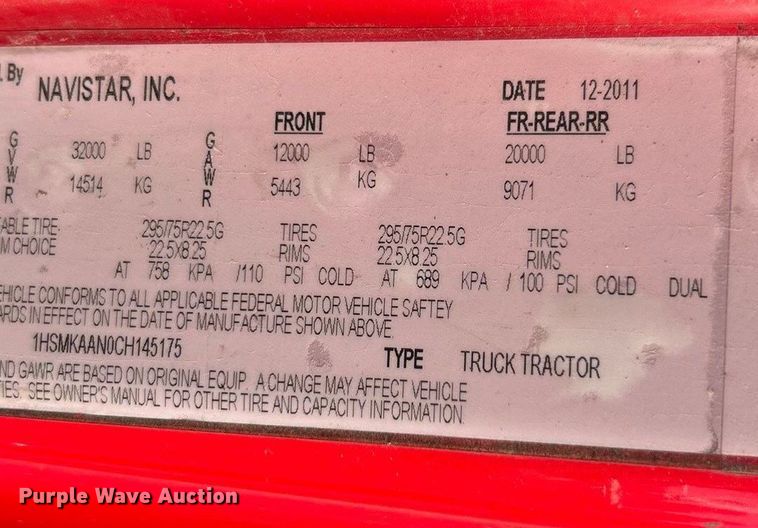 . By NAVISTAR, INC. DATE 12-2011
FRONT FR-REAR-RR
GVWR 32000 LB GAWR 12000 LB 20000 LB
14514 KG 5443 KG 9071 KG
ABLE TIRE- 295/75R22.5G TIRES 295/75R22.5G TIRES
M CHOICE 22.5X8.25 RIMS 22.5X8.25 RIMS
AT 758 KPA /110 PSI COLD AT 689 KPA / 100 PSI COLD DUAL
EHICLE CONFORMS TO ALL APPLICABLE FEDERAL MOTOR VEHICLE SAFTEY
ARDS IN EFFECT ON THE DATE OF MANUFACTURE SHOWN ABOVE.
1HSMKAAN0CH145175 TYPE TRUCK TRACTOR
ND GAWR ARE BASED ON ORIGINAL EQUIP. A CHANGE MAY AFFECT VEHICLE
TIES. SEE OWNER'S MANUAL FOR OTHER TIRE AND CAPACITY INFORMATION.
Purple Wave Auction